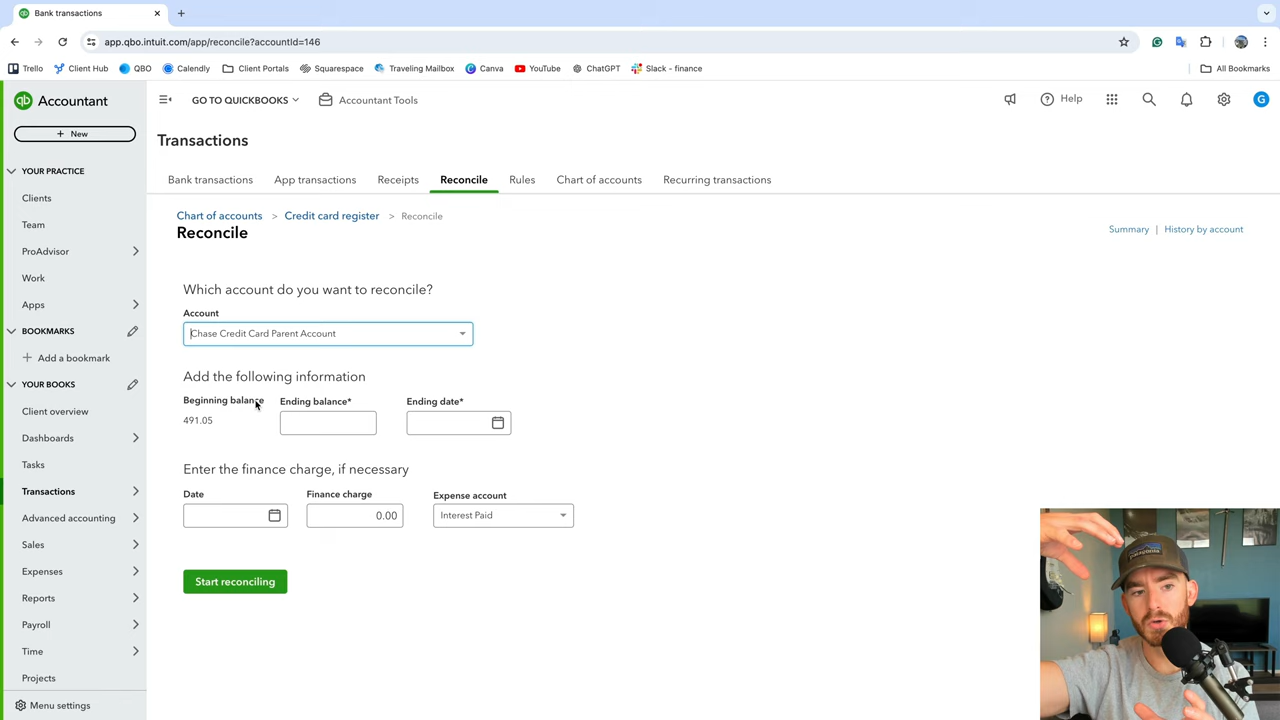 Bank transactions
app.qbo.intuit.com/app/reconcile?accountId=146
Trello
Client Hub
QBO
Calendly
Client Portals
Squarespace
Traveling Mailbox
Canva
YouTube
ChatGPT
Slack - finance
All Bookmarks
qb Accountant
GO TO QUICKBOOKS
Accountant Tools
Help
G
+ New
YOUR PRACTICE
Clients
Team
ProAdvisor
Work
Apps
BOOKMARKS
+ Add a bookmark
YOUR BOOKS
Client overview
Dashboards
Tasks
Transactions
Advanced accounting
Sales
Expenses
Reports
Payroll
Time
Projects
Menu settings
Transactions
Bank transactions
App transactions
Receipts
Reconcile
Rules
Chart of accounts
Recurring transactions
Chart of accounts > Credit card register > Reconcile
Reconcile
Summary | History by account
Which account do you want to reconcile?
Account
Chase Credit Card Parent Account
Add the following information
Beginning balance
Ending balance*
Ending date*
491.05
Enter the finance charge, if necessary
Date
Finance charge
Expense account
0.00
Interest Paid
Start reconciling